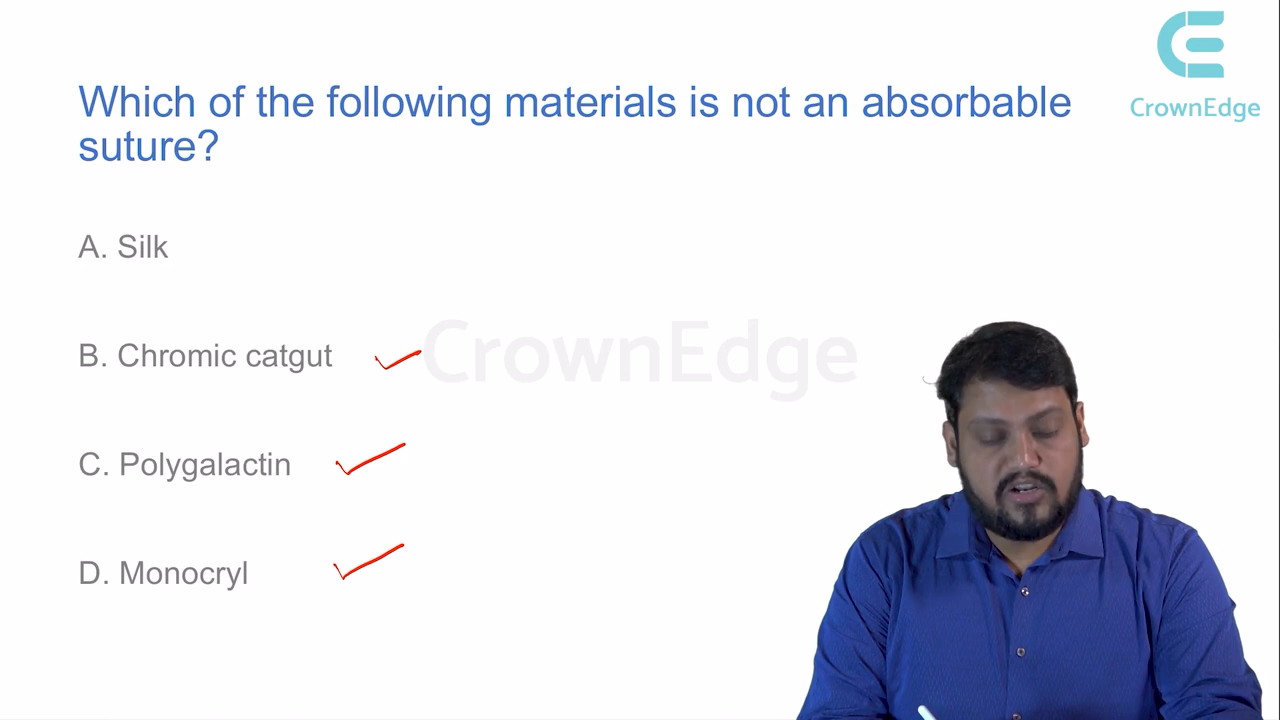 CrownEdge
Which of the following materials is not an absorbable
suture?
A. Silk
B. Chromic catgut
CrownEdge
C. Polygalactin
D. Monocryl